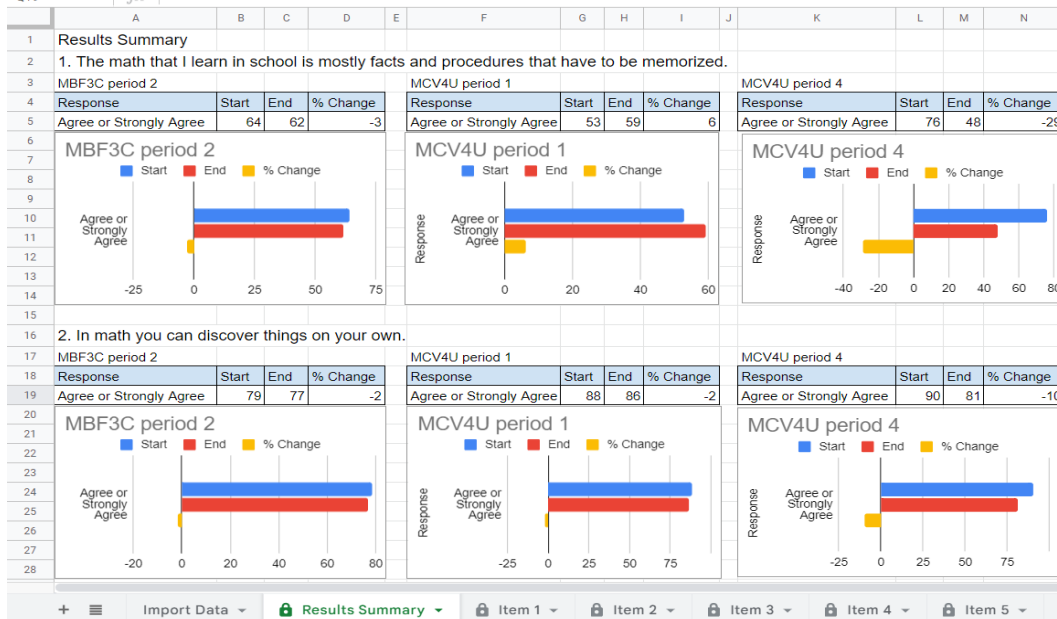 A B C D E F G H I J K L M N
1 Results Summary
2 1. The math that I learn in school is mostly facts and procedures that have to be memorized.
3 MBF3C period 2 MCV4U period 1 MCV4U period 4
4 Response Start End % Change Response Start End % Change Response Start End % Change
5 Agree or Strongly Agree 64 62 -3 Agree or Strongly Agree 53 59 6 Agree or Strongly Agree 76 48 -29
6
7
8
9
10
11
12
13
14
MBF3C period 2
Start End % Change
Agree or
Strongly
Agree
-25 0 25 50 75
MCV4U period 1
Start End % Change
Response
Agree or
Strongly
Agree
0 20 40 60
MCV4U period 4
Start End % Change
Response
Agree or
Strongly
Agree
-40 -20 0 20 40 60 80
15
16 2. In math you can discover things on your own.
17 MBF3C period 2 MCV4U period 1 MCV4U period 4
18 Response Start End % Change Response Start End % Change Response Start End % Change
19 Agree or Strongly Agree 79 77 -2 Agree or Strongly Agree 88 86 -2 Agree or Strongly Agree 90 81 -10
20
21
22
23
24
25
26
27
28
MBF3C period 2
Start End % Change
Agree or
Strongly
Agree
-20 0 20 40 60 80
MCV4U period 1
Start End % Change
Response
Agree or
Strongly
Agree
-25 0 25 50 75
MCV4U period 4
Start End % Change
Response
Agree or
Strongly
Agree
-25 0 25 50 75
+ Import Data Results Summary Item 1 Item 2 Item 3 Item 4 Item 5